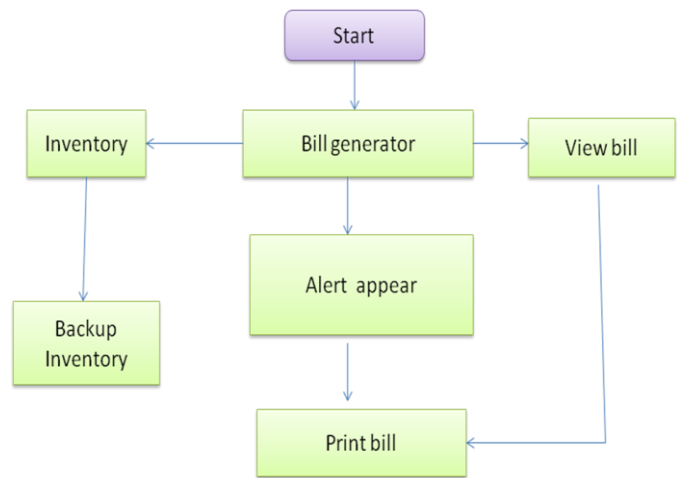 Start
Inventory
Bill generator
View bill
Alert appear
Backup
Inventory
Print bill